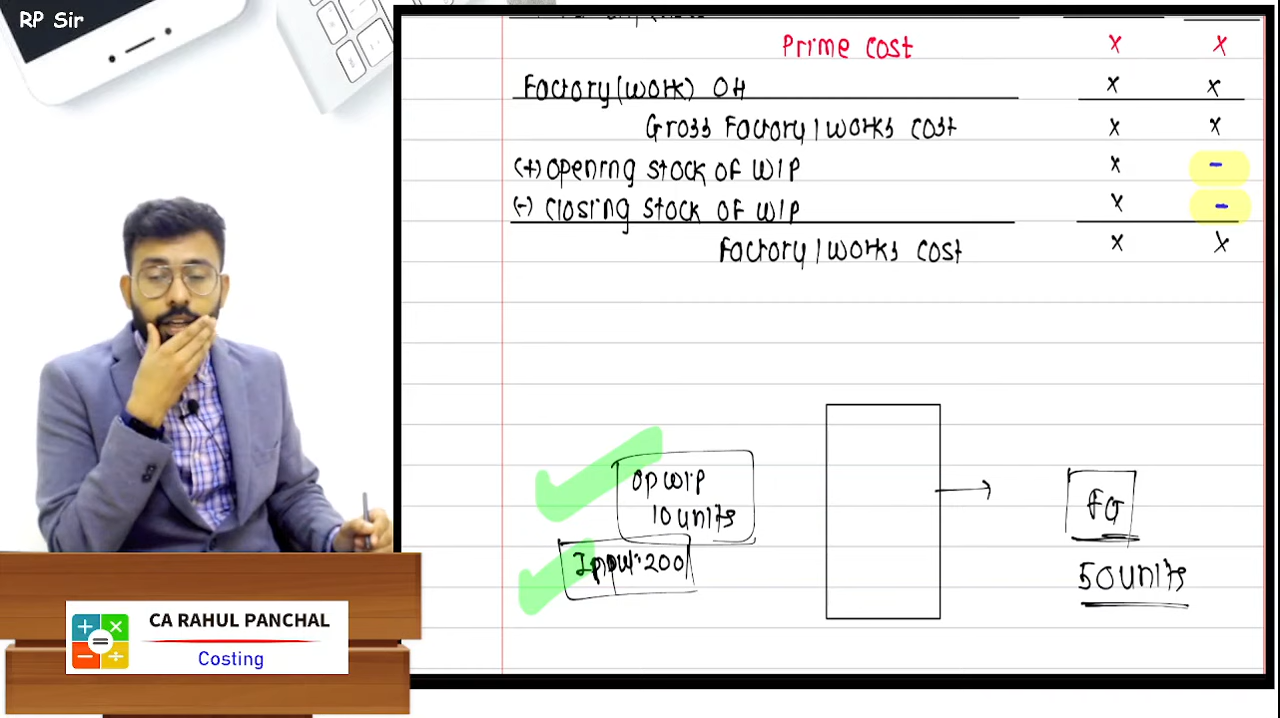 RP Sir
Prime Cost x x
Factory(work) OH x x
Gross Factory/works cost x x
(+) opening stock of WIP x -
(-) closing stock of WIP x -
Factory/works cost x x
OP WIP
10 units
Input:200
FG
50 units
CA RAHUL PANCHAL
Costing